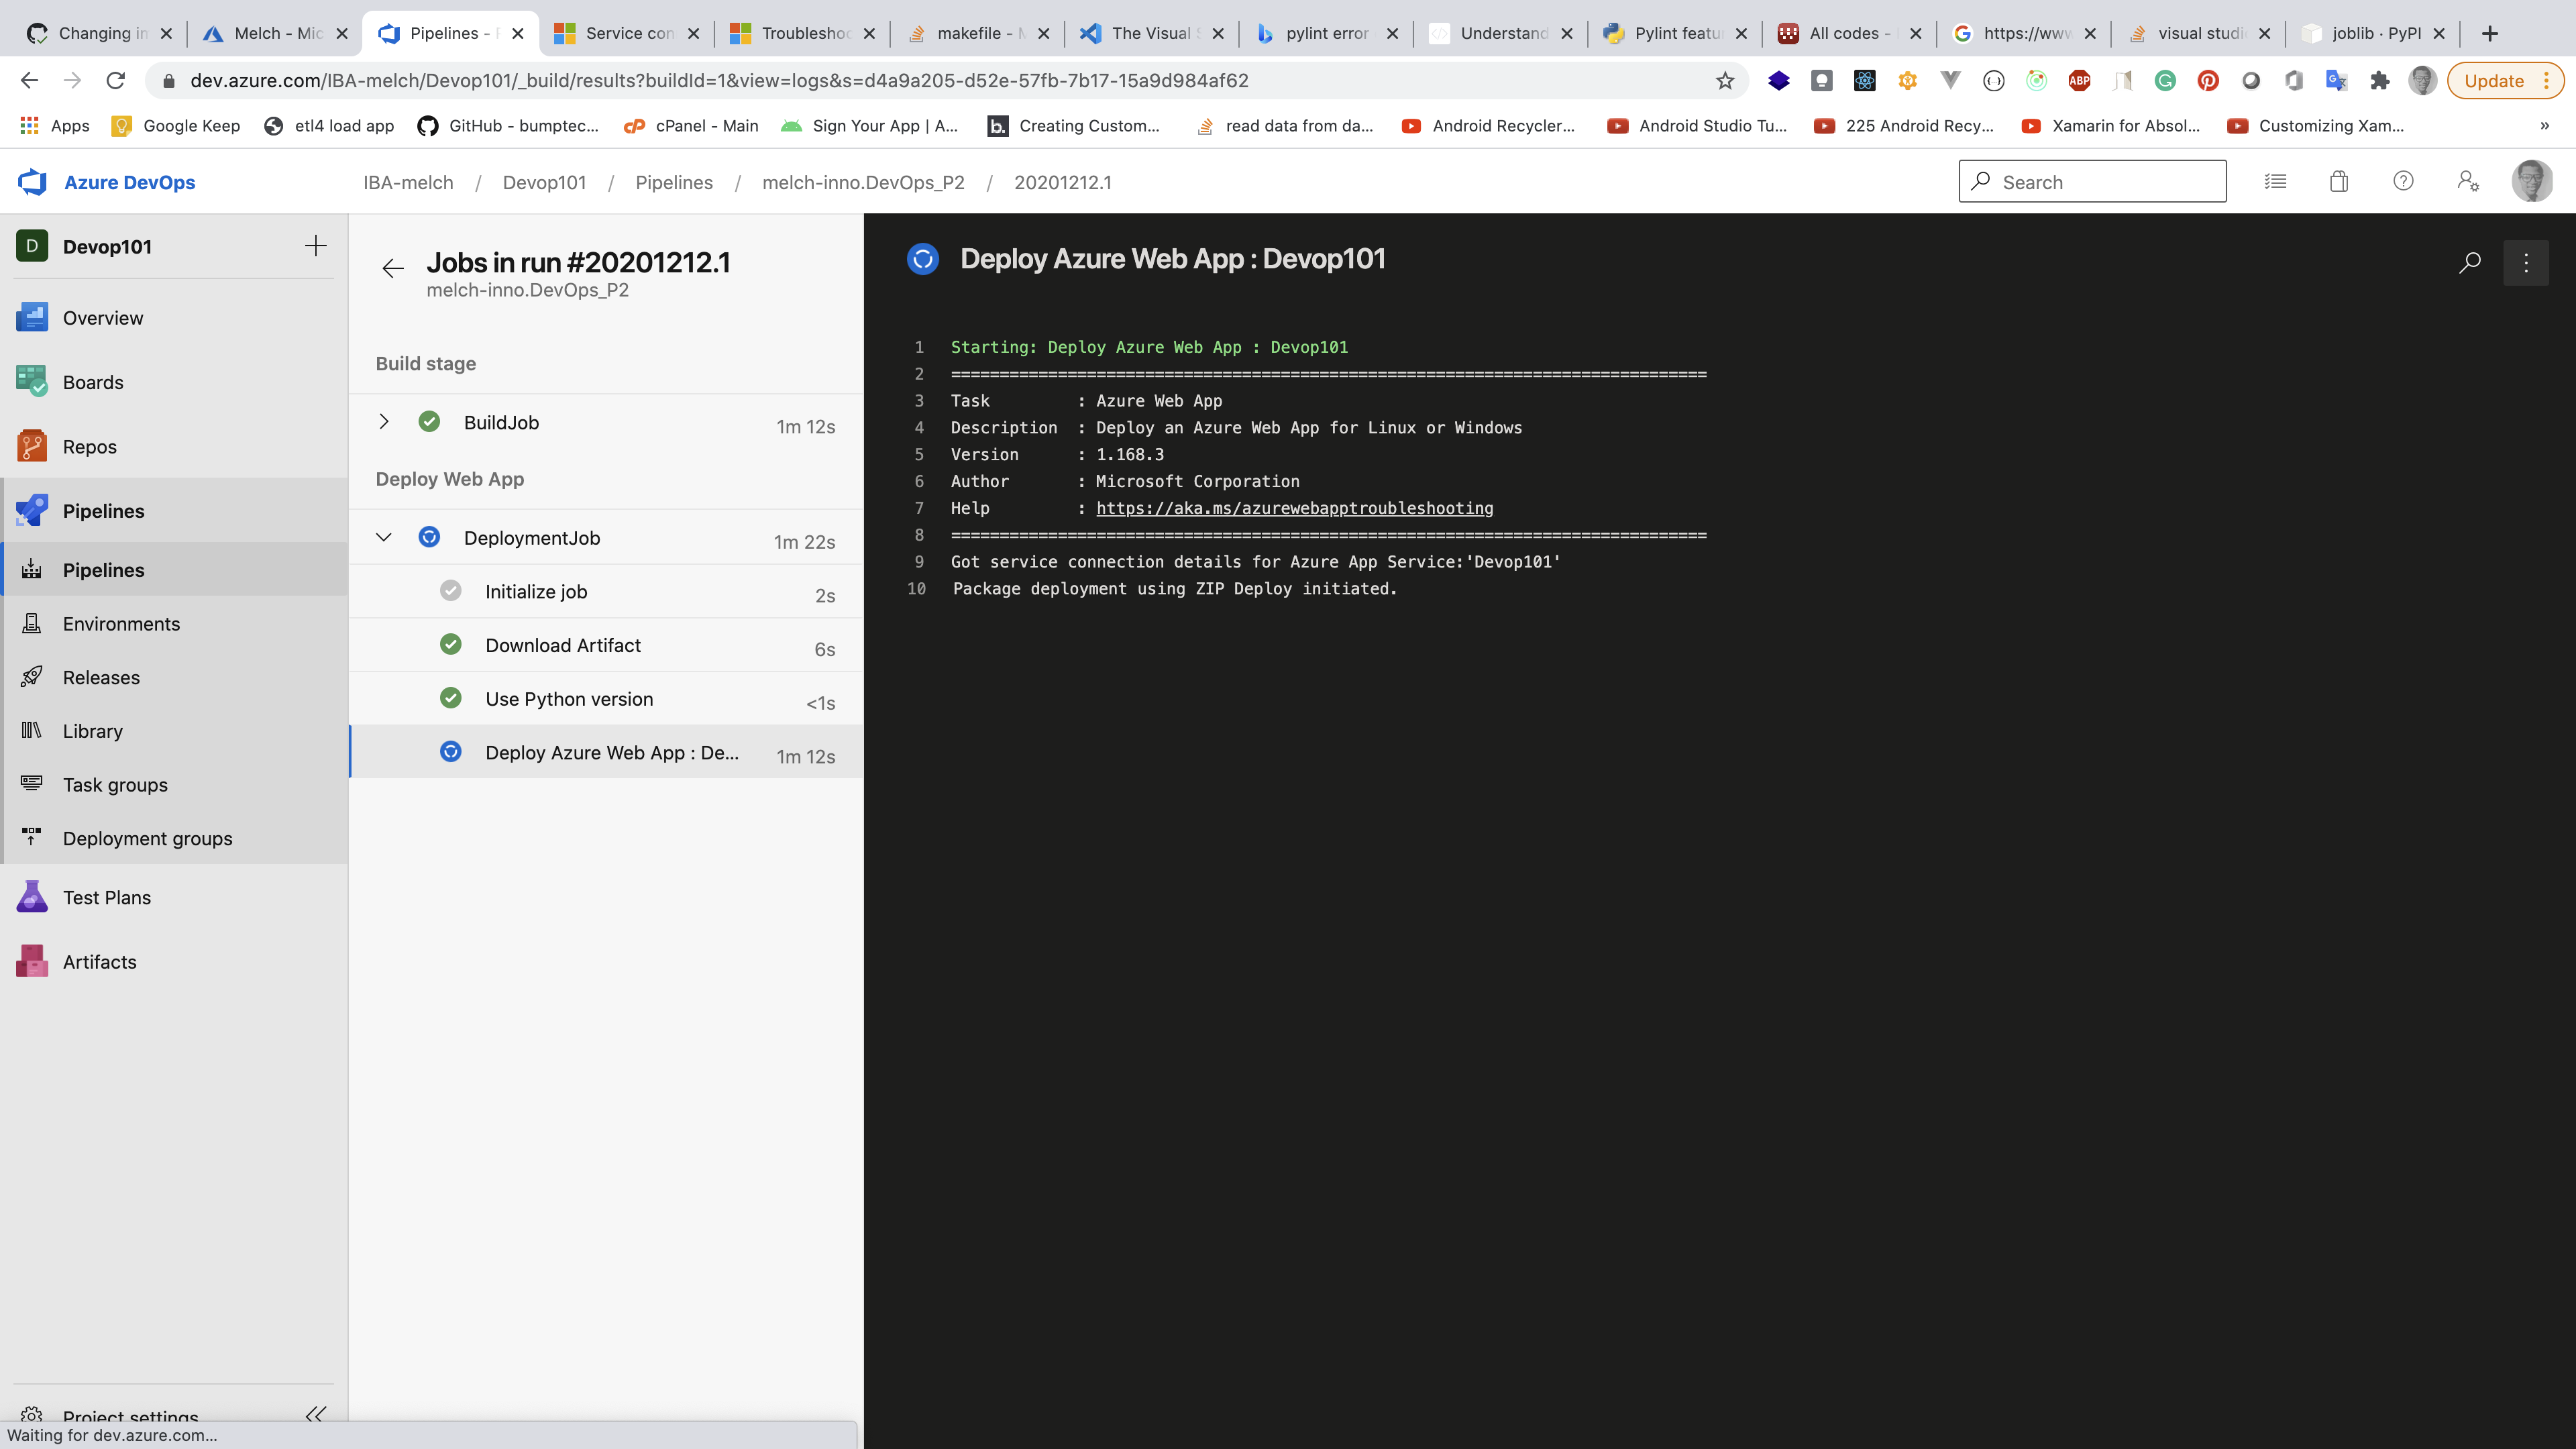 Changing in
Melch - Mic
Pipelines - 
Service con
Troubleshoo
makefile - M
The Visual S
pylint error
Understand
Pylint featur
All codes -
https://www
visual studi
joblib · PyPI
dev.azure.com/IBA-melch/Devop101/_build/results?buildId=1&view=logs&s=d4a9a205-d52e-57fb-7b17-15a9d984af62
ABP
Update
Apps
Google Keep
etl4 load app
GitHub - bumptec...
cPanel - Main
Sign Your App | A...
b.
Creating Custom...
read data from da...
Android Recycler...
Android Studio Tu...
225 Android Recy...
Xamarin for Absol...
Customizing Xam...
»
Azure DevOps
IBA-melch / Devop101 / Pipelines / melch-inno.DevOps_P2 / 20201212.1
Search
D Devop101
Overview
Boards
Repos
Pipelines
Pipelines
Environments
Releases
Library
Task groups
Deployment groups
Test Plans
Artifacts
Project settings
Waiting for dev.azure.com...
Jobs in run #20201212.1
melch-inno.DevOps_P2
Build stage
BuildJob 1m 12s
Deploy Web App
DeploymentJob 1m 22s
Initialize job 2s
Download Artifact 6s
Use Python version <1s
Deploy Azure Web App : De... 1m 12s
Deploy Azure Web App : Devop101
1 Starting: Deploy Azure Web App : Devop101
2 ==============================================================================
3 Task : Azure Web App
4 Description : Deploy an Azure Web App for Linux or Windows
5 Version : 1.168.3
6 Author : Microsoft Corporation
7 Help : https://aka.ms/azurewebapptroubleshooting
8 ==============================================================================
9 Got service connection details for Azure App Service:'Devop101'
10 Package deployment using ZIP Deploy initiated.